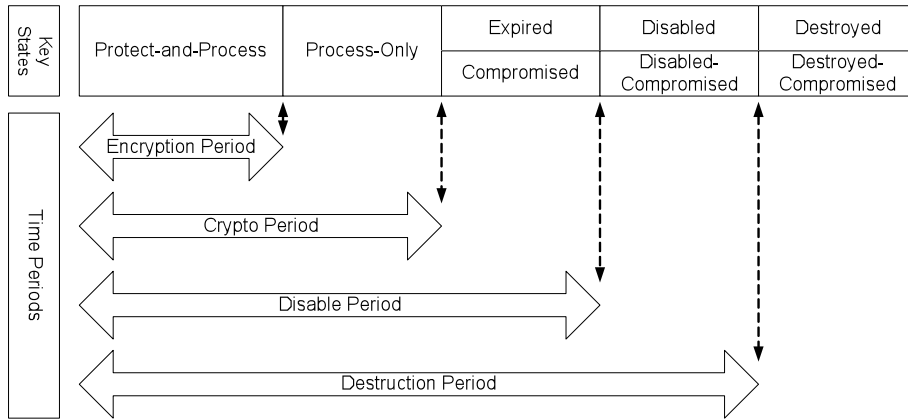 Key States
Protect-and-Process
Process-Only
Expired
Compromised
Disabled
Disabled-
Compromised
Destroyed
Destroyed-
Compromised
Time Periods
Encryption Period
Crypto Period
Disable Period
Destruction Period